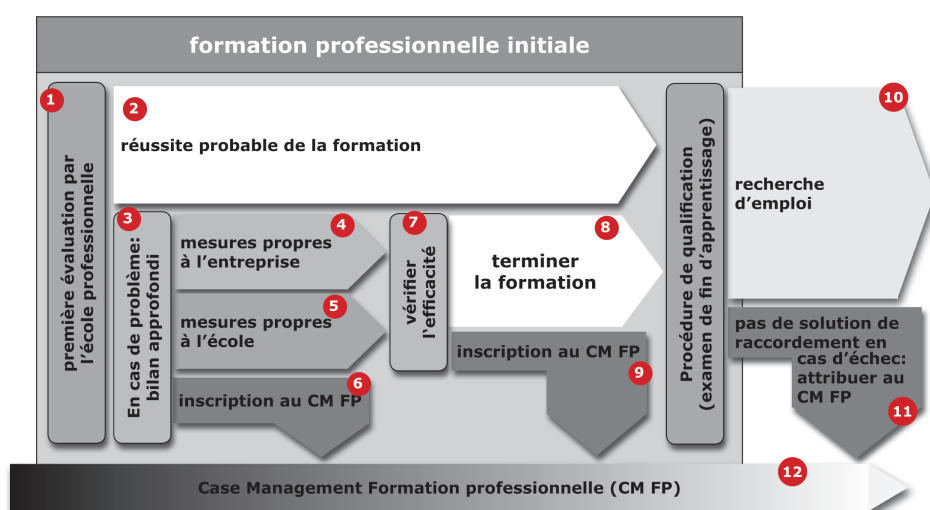 formation professionnelle initiale
1
première évaluation par
l'école professionnelle
2
réussite probable de la formation
3
En cas de problème:
bilan approfondi
4
mesures propres
à l'entreprise
5
mesures propres
à l'école
6
inscription au CM FP
7
vérifier
l'efficacité
8
terminer
la formation
inscription au CM FP
9
Procédure de qualification
(examen de fin d'apprentissage)
10
recherche
d'emploi
pas de solution de
raccordement en
cas d'échec:
attribuer au
CM FP
11
12
Case Management Formation professionnelle (CM FP)